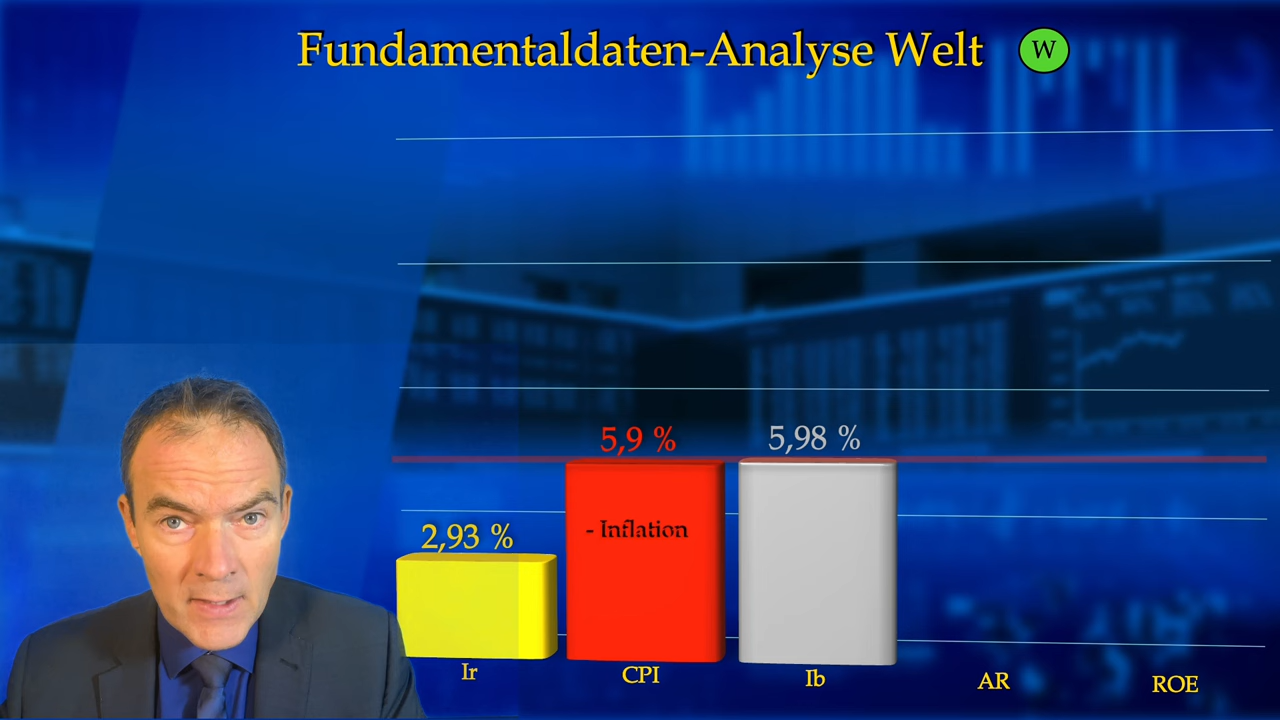 Fundamentaldaten-Analyse Welt W
5,9 % 5,98 %
2,93 % - Inflation
Ir CPI Ib AR ROE